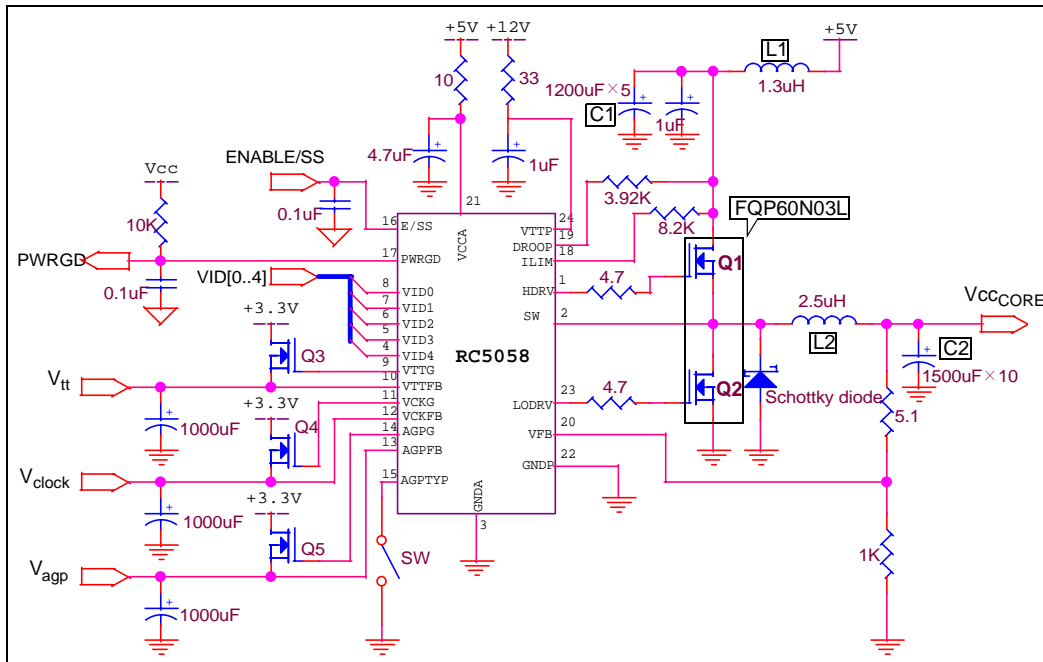 +5V
+12V
+5V
L1
10
33
1200uF×5
1.3uH
C1
1uF
4.7uF
1uF
ENABLE/SS
Vcc
21
3.92K
FQP60N03L
0.1uF
16
E/SS
VCCA
24
VTTP
19
DROOP
8.2K
10K
18
ILIM
PWRGD
17
PWRGD
Q1
VID[0..4]
1
HDRV
4.7
0.1uF
8
VID0
7
VID1
2.5uH
VccCORE
6
VID2
2
SW
+3.3V
5
VID3
L2
C2
4
VID4
RC5058
Q3
9
VTTG
1500uF×10
Vtt
10
VTTFB
Q2
11
VCKG
23
LODRV
4.7
Schottky diode
+3.3V
12
VCKFB
5.1
1000uF
Q4
14
AGPG
20
VFB
13
AGPFB
22
GNDP
Vclock
15
AGPTYP
+3.3V
GNDA
1000uF
3
Q5
SW
1K
Vagp
1000uF